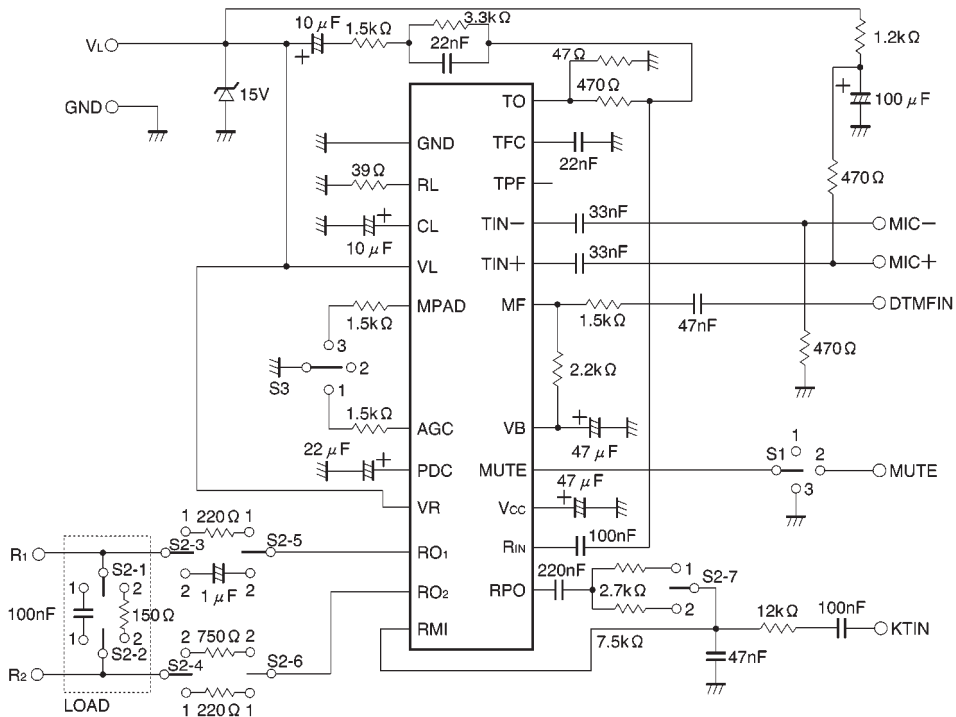 10 μF
1.5kΩ
3.3kΩ
22nF
47Ω
470Ω
1.2kΩ
+
+
100 μF
VL
15V
GND
TO
GND
TFC
22nF
39Ω
RL
TPF
470Ω
+
10 μF
CL
TIN−
33nF
MIC−
VL
TIN+
33nF
MIC+
MPAD
1.5kΩ
MF
1.5kΩ
47nF
DTMFIN
3
2
1
S3
2.2kΩ
470Ω
1.5kΩ
AGC
VB
+
47 μF
22 μF
+
PDC
MUTE
S1
1
2
3
MUTE
VR
VCC
47 μF
+
1
220Ω
1
R1
S2-3
S2-5
RO1
RIN
100nF
2
2
1 μF
S2-1
RO2
RPO
220nF
1
2.7kΩ
2
S2-7
1
2
100nF
150Ω
1
2
S2-2
RMI
7.5kΩ
12kΩ
100nF
KTIN
47nF
2
750Ω
2
R2
S2-4
S2-6
1
220Ω
1
LOAD